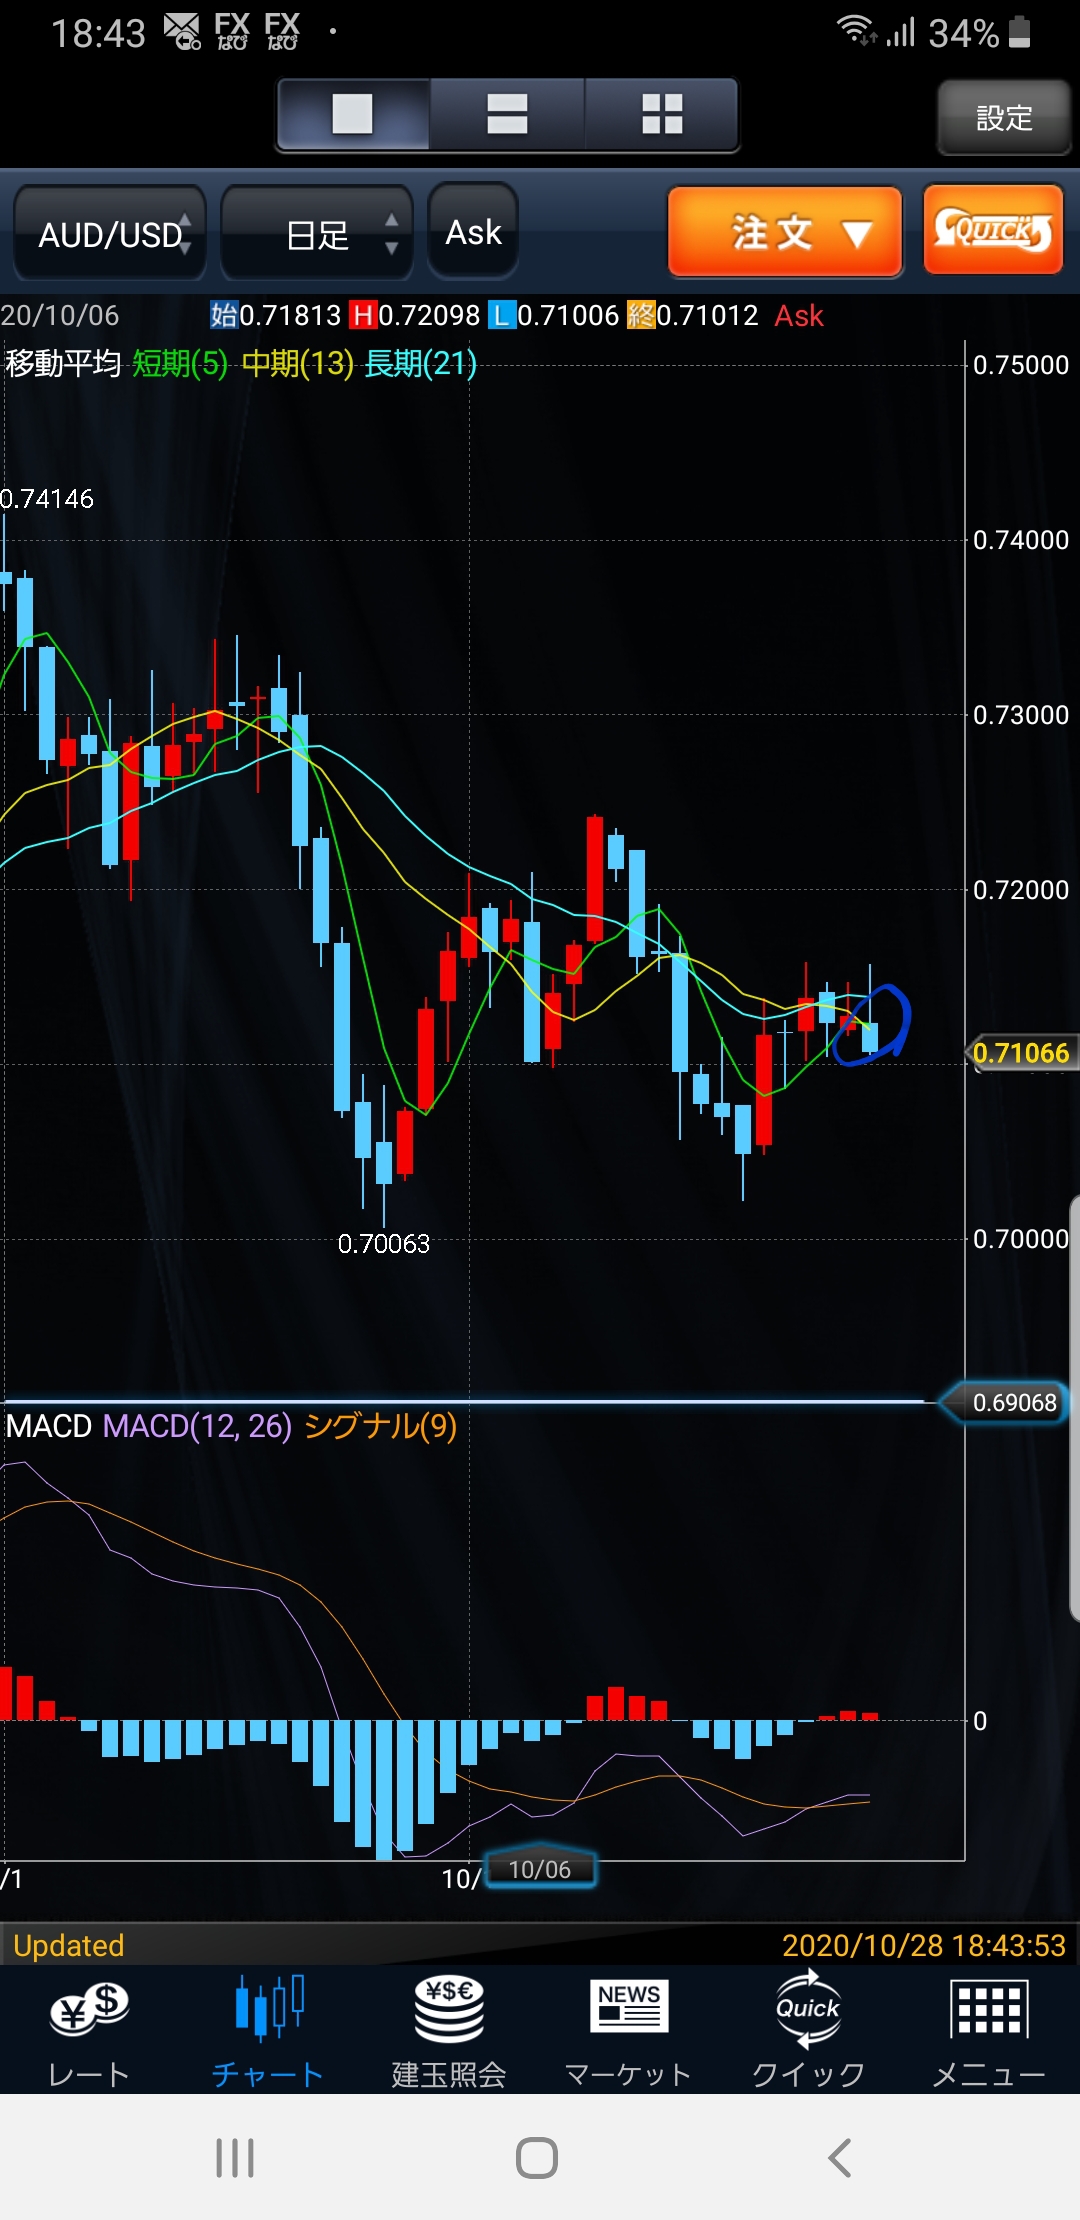 18:43 FX なび FX なび 34%
設定
AUD/USD 日足 Ask 注文 QUICK
20/10/06 始0.71813 H0.72098 L0.71006 終0.71012 Ask
移動平均 短期(5) 中期(13) 長期(21)
0.75000
0.74146
0.74000
0.73000
0.72000
0.71066
0.70063
0.70000
0.69068
MACD MACD(12, 26) シグナル(9)
0
/1 10/ 10/06
Updated 2020/10/28 18:43:53
¥ $ ¥$€ NEWS Quick
レート チャート 建玉照会 マーケット クイック メニュー